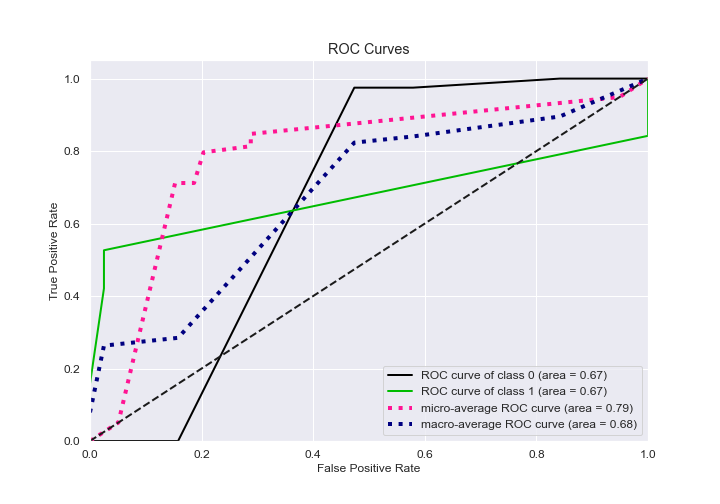 ROC Curves
1.0
0.8
0.6
0.4
0.2
0.0
True Positive Rate
ROC curve of class 0 (area = 0.67)
ROC curve of class 1 (area = 0.67)
micro-average ROC curve (area = 0.79)
macro-average ROC curve (area = 0.68)
0.0 0.2 0.4 0.6 0.8 1.0
False Positive Rate